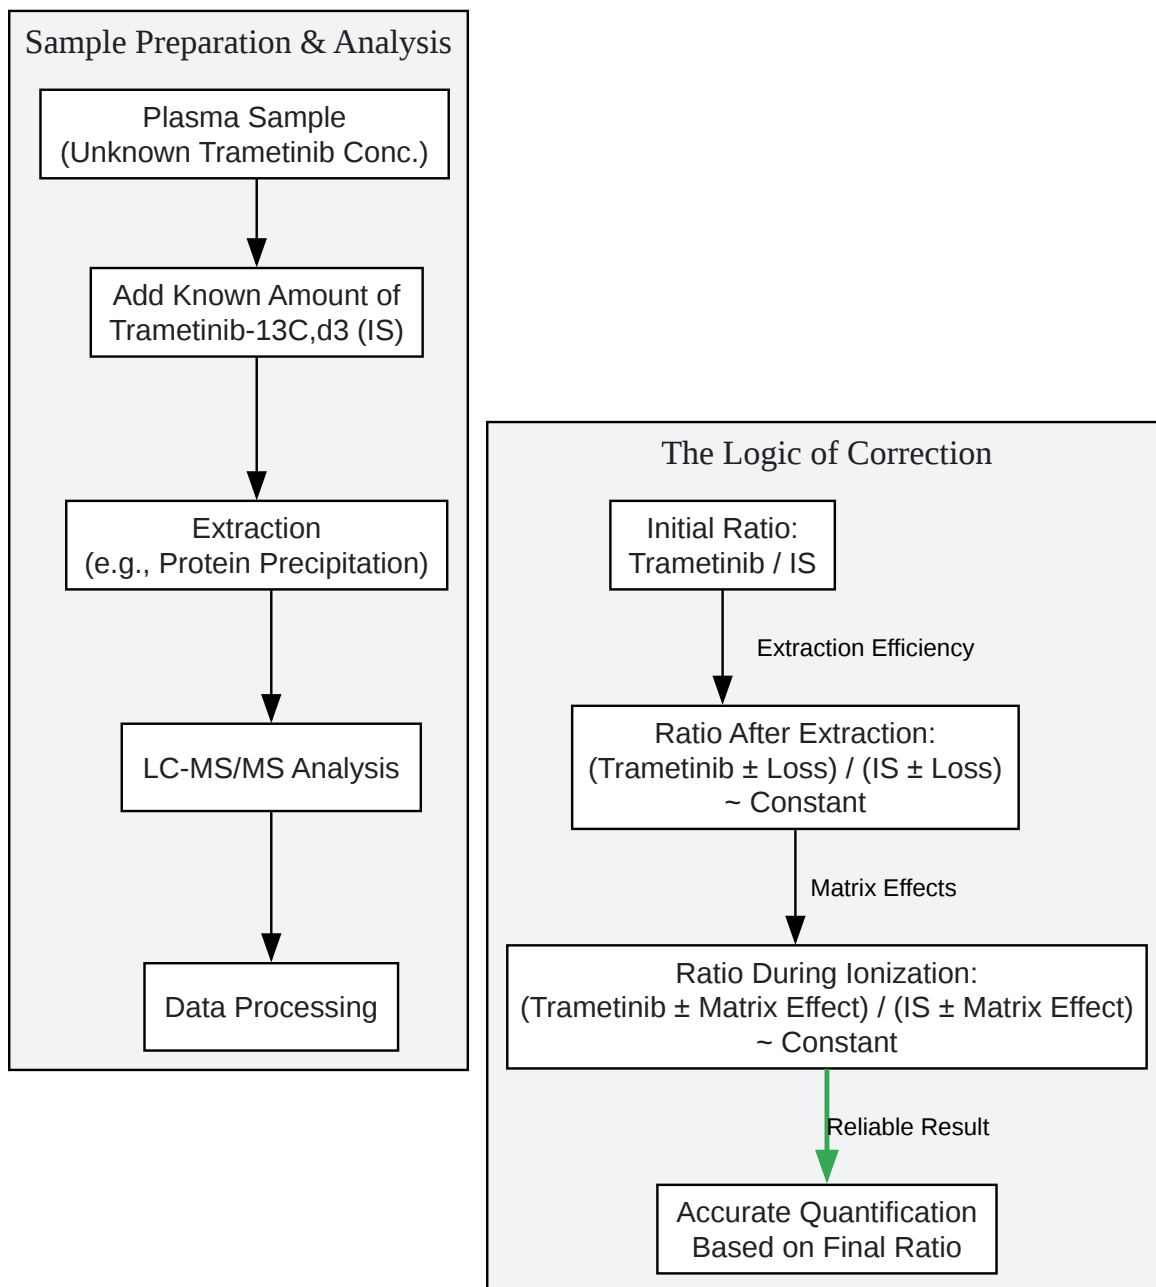 Sample Preparation & Analysis
Plasma Sample
(Unknown Trametinib Conc.)
Add Known Amount of
Trametinib-13C,d3 (IS)
Extraction
(e.g., Protein Precipitation)
LC-MS/MS Analysis
Data Processing
The Logic of Correction
Initial Ratio:
Trametinib / IS
Extraction Efficiency
Ratio After Extraction:
(Trametinib ± Loss) / (IS ± Loss)
~ Constant
Matrix Effects
Ratio During Ionization:
(Trametinib ± Matrix Effect) / (IS ± Matrix Effect)
~ Constant
Reliable Result
Accurate Quantification
Based on Final Ratio